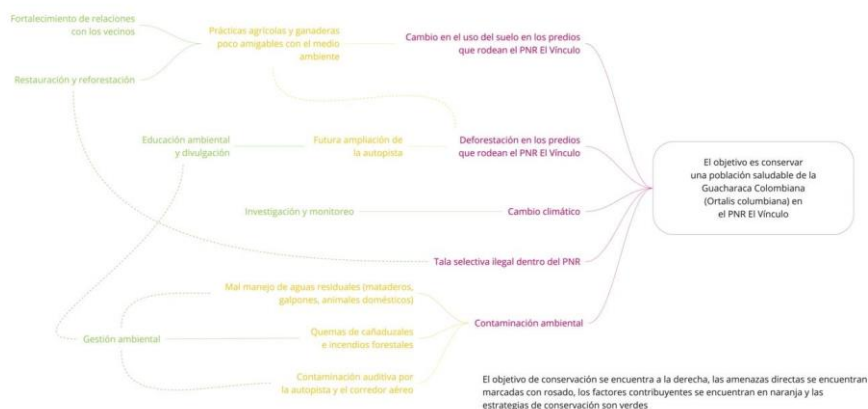 Fortalecimiento de relaciones
con los vecinos
Prácticas agrícolas y ganaderas
poco amigables con el medio
ambiente
Cambio en el uso del suelo en los predios
que rodean el PNR El Vínculo
Restauración y reforestación
Educación ambiental
y divulgación
Futura ampliación de
la autopista
Deforestación en los predios
que rodean el PNR El Vínculo
El objetivo es conservar
una población saludable de la
Guacharaca Colombiana
(Ortalis columbiana) en
el PNR El Vínculo
Investigación y monitoreo
Cambio climático
Tala selectiva ilegal dentro del PNR
Mal manejo de aguas residuales (mataderos,
galpones, animales domésticos)
Gestión ambiental
Quemas de cañaduzales
e incendios forestales
Contaminación ambiental
Contaminación auditiva por
la autopista y el corredor aéreo
El objetivo de conservación se encuentra a la derecha, las amenazas directas se encuentran
marcadas con rosado, los factores contribuyentes se encuentran en naranja y las
estrategias de conservación son verdes